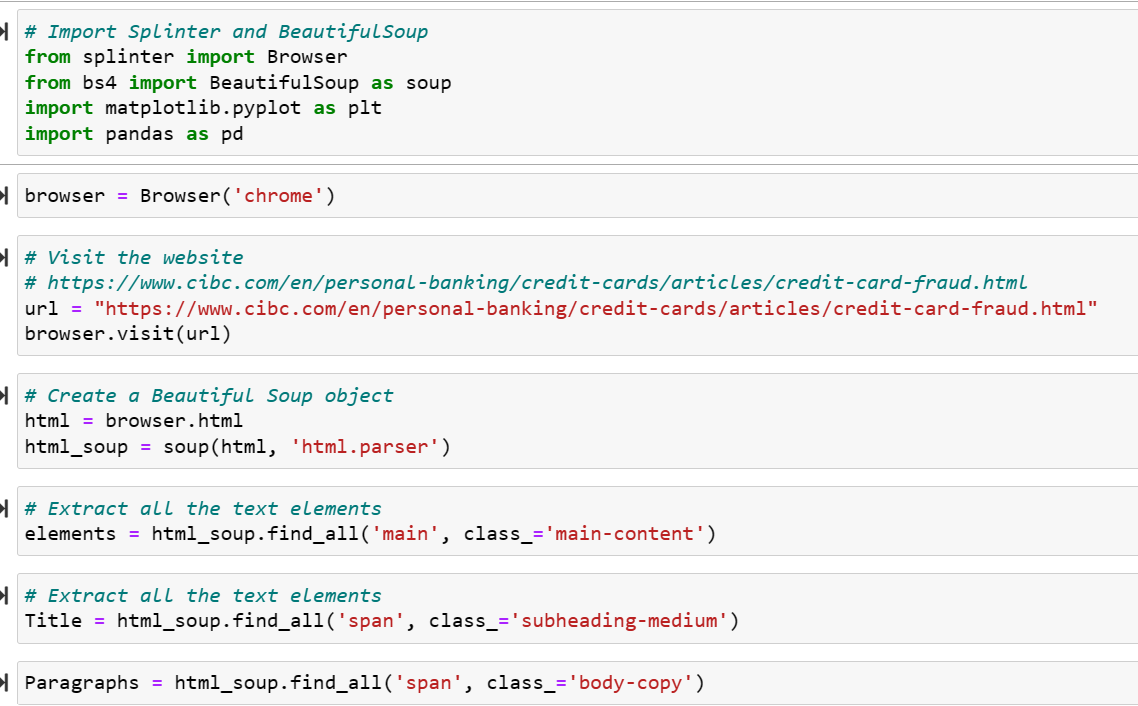 # Import Splinter and BeautifulSoup
from splinter import Browser
from bs4 import BeautifulSoup as soup
import matplotlib.pyplot as plt
import pandas as pd
browser = Browser('chrome')
# Visit the website
# https://www.cibc.com/en/personal-banking/credit-cards/articles/credit-card-fraud.html
url = "https://www.cibc.com/en/personal-banking/credit-cards/articles/credit-card-fraud.html"
browser.visit(url)
# Create a Beautiful Soup object
html = browser.html
html_soup = soup(html, 'html.parser')
# Extract all the text elements
elements = html_soup.find_all('main', class_='main-content')
# Extract all the text elements
Title = html_soup.find_all('span', class_='subheading-medium')
Paragraphs = html_soup.find_all('span', class_='body-copy')